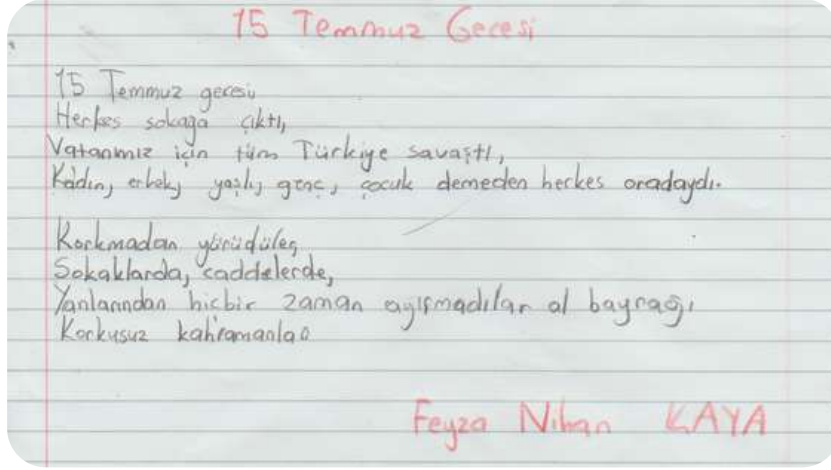 15 Temmuz Gecesi
15 Temmuz gecesi,
Herkes sokağa çıktı,
Vatanımız için tüm Türkiye savaştı,
Kadın, erkek, yaşlı, genç, çocuk demeden herkes oradaydı.
Korkmadan yürüdüler,
Sokaklarda, caddelerde,
Yanlarından hiçbir zaman ayırmadılar al bayrağı
Korkusuz kahramanlar
Feyza Nihan KAYA